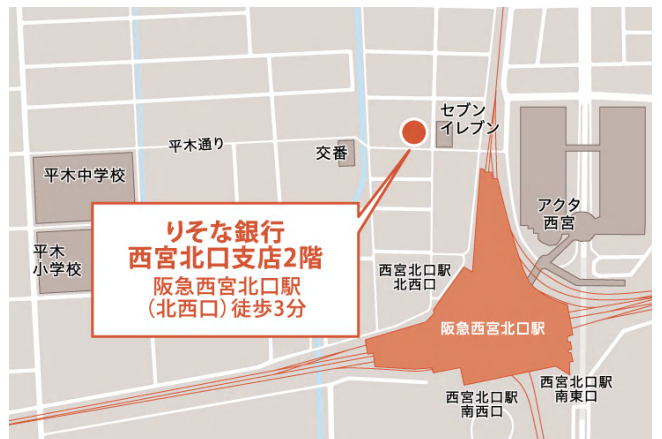 セブン
イレブン
平木通り
交番
平木中学校
アクタ
西宮
りそな銀行
西宮北口支店2階
阪急西宮北口駅
(北西口)徒歩3分
平木
小学校
西宮北口駅
北西口
阪急西宮北口駅
西宮北口駅
南東口
西宮北口駅
南西口